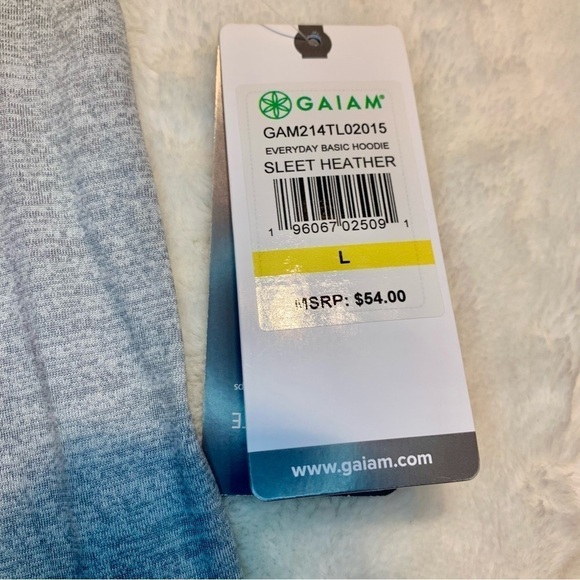 GAIAM®
GAM214TL02015
EVERYDAY BASIC HOODIE
SLEET HEATHER
1 96067 02509 1
L
MSRP: $54.00
www.gaiam.com